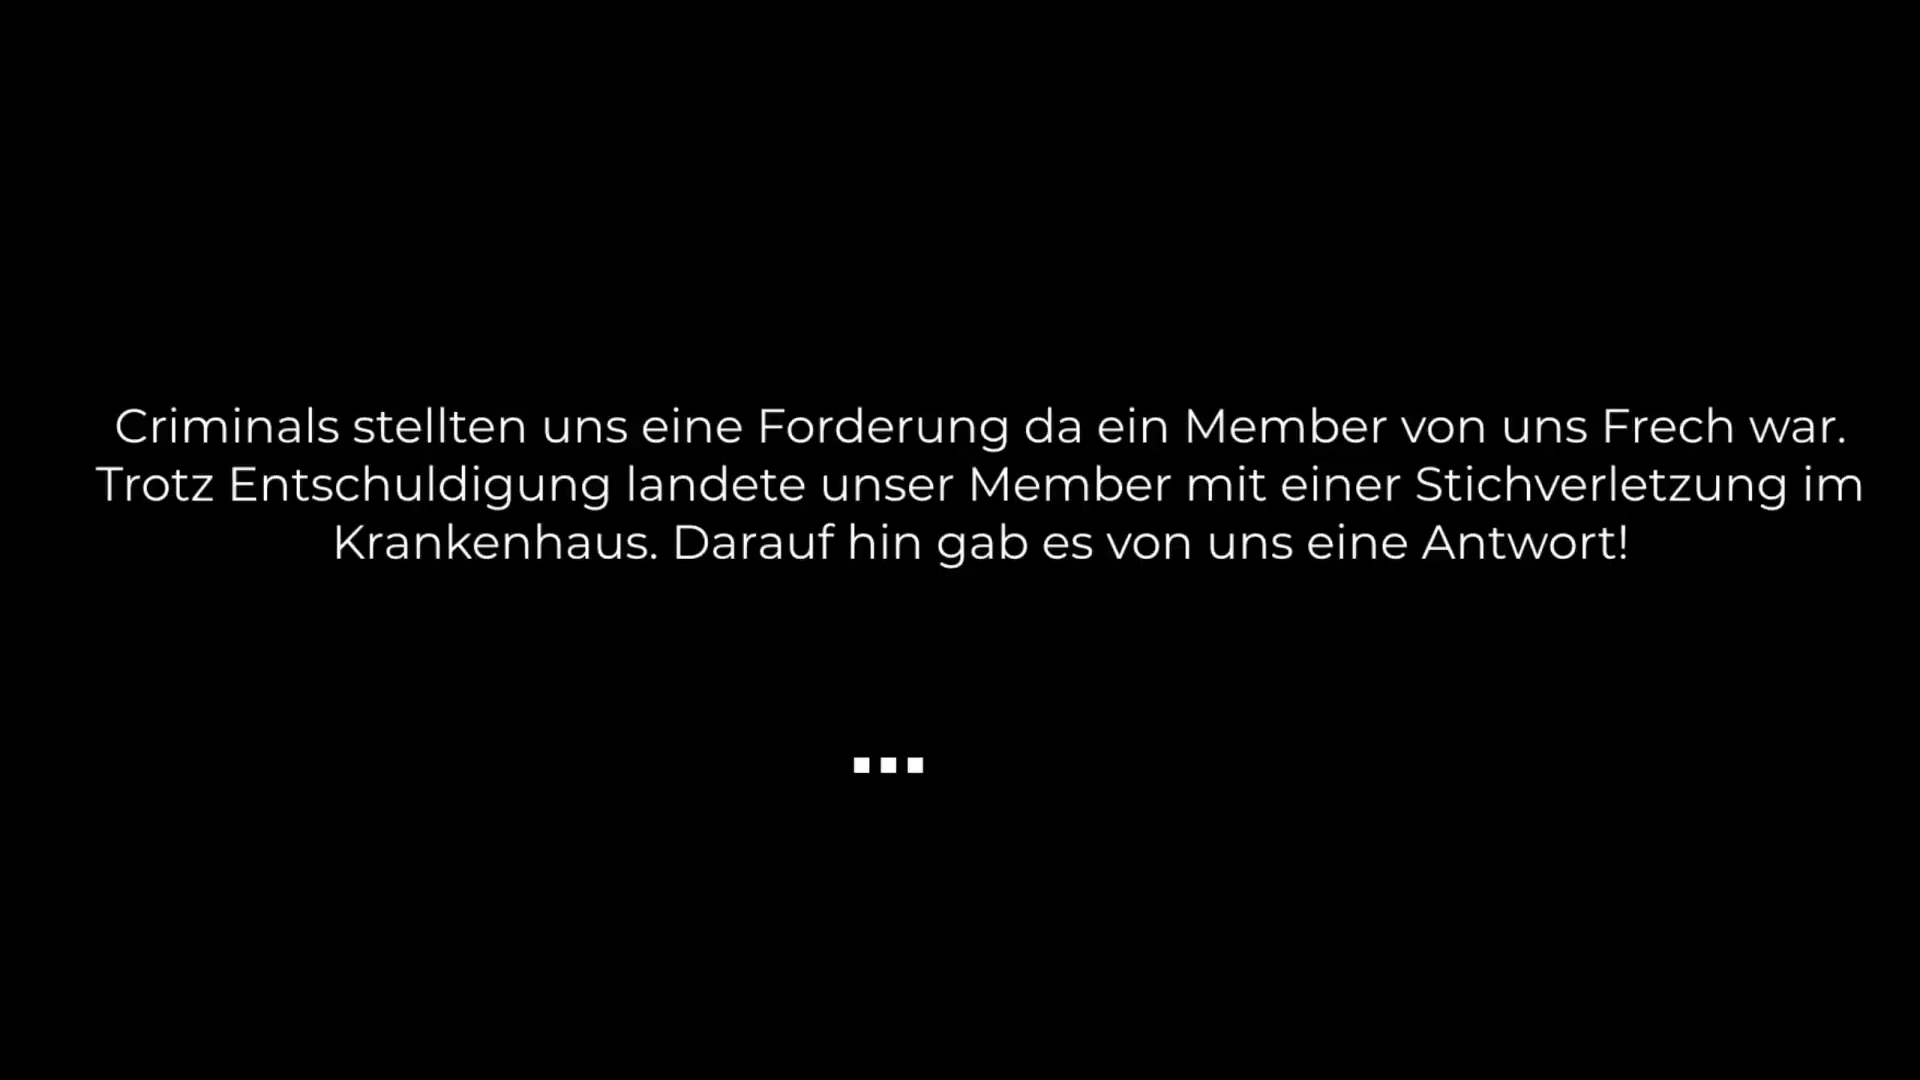 Criminals stellten uns eine Forderung da ein Member von uns Frech war.
Trotz Entschuldigung landete unser Member mit einer Stichverletzung im
Krankenhaus. Darauf hin gab es von uns eine Antwort!
...